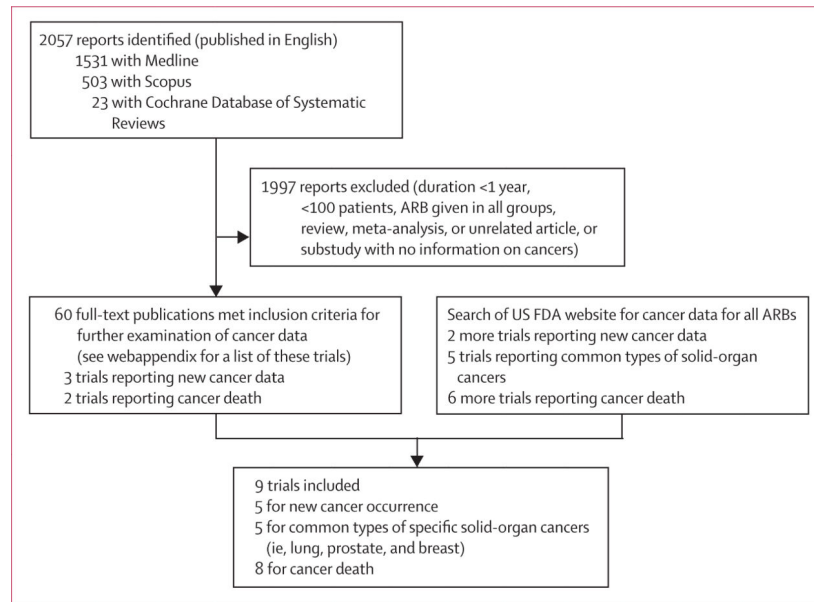 2057 reports identified (published in English)
1531 with Medline
503 with Scopus
23 with Cochrane Database of Systematic
Reviews
1997 reports excluded (duration <1 year,
<100 patients, ARB given in all groups,
review, meta-analysis, or unrelated article, or
substudy with no information on cancers)
60 full-text publications met inclusion criteria for
further examination of cancer data
(see webappendix for a list of these trials)
3 trials reporting new cancer data
2 trials reporting cancer death
Search of US FDA website for cancer data for all ARBs
2 more trials reporting new cancer data
5 trials reporting common types of solid-organ
cancers
6 more trials reporting cancer death
9 trials included
5 for new cancer occurrence
5 for common types of specific solid-organ cancers
(ie, lung, prostate, and breast)
8 for cancer death